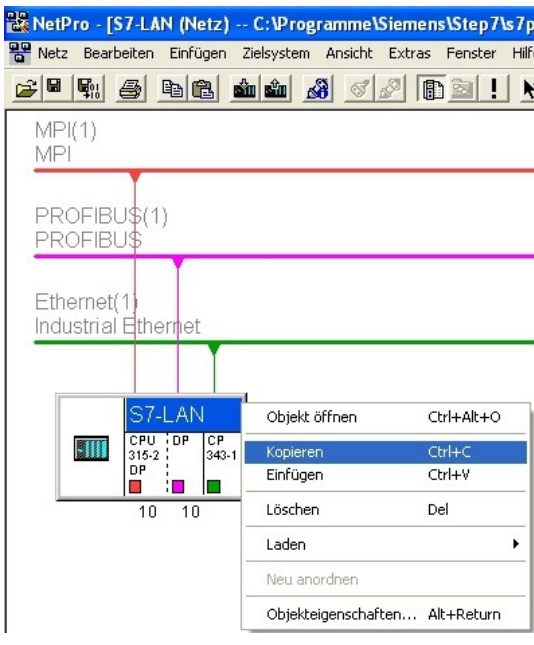 NetPro - [S7-LAN (Netz) -- C:\Programme\Siemens\Step7\s7p
Netz Bearbeiten Einfügen Zielsystem Ansicht Extras Fenster Hilf
MPI(1)
MPI
PROFIBUS(1)
PROFIBUS
Ethernet(1)
Industrial Ethernet
S7-LAN
CPU DP CP
315-2 343-1
DP
10 10
Objekt öffnen Ctrl+Alt+O
Kopieren Ctrl+C
Einfügen Ctrl+V
Löschen Del
Laden
Neu anordnen
Objekteigenschaften... Alt+Return